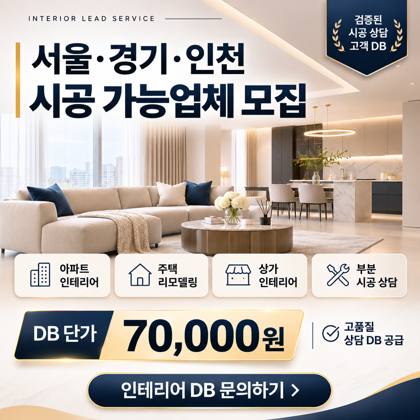 INTERIOR LEAD SERVICE
검증된
시공 상담
고객 DB
서울·경기·인천
시공 가능업체 모집
아파트
인테리어
주택
리모델링
상가
인테리어
부분
시공 상담
DB 단가
70,000원
고품질
상담 DB 공급
인테리어 DB 문의하기 >